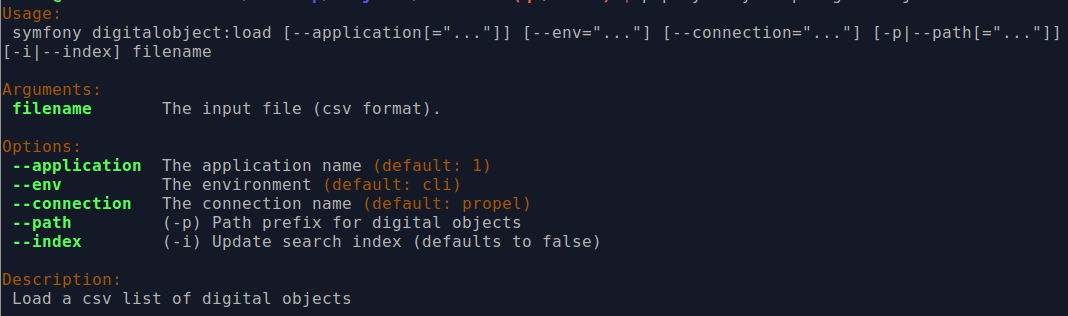 Usage:
symfony digitalobject:load [--application[="..."]] [--env="..."] [--connection="..."] [-p|--path[="..."]]
[-i|--index] filename
Arguments:
filename The input file (csv format).
Options:
--application The application name (default: 1)
--env The environment (default: cli)
--connection The connection name (default: propel)
--path (-p) Path prefix for digital objects
--index (-i) Update search index (defaults to false)
Description:
Load a csv list of digital objects